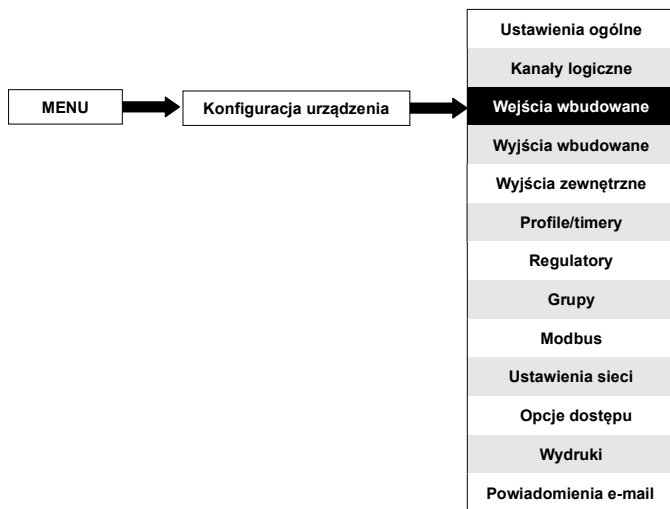 MENU
Konfiguracja urządzenia
Ustawienia ogólne
Kanały logiczne
Wejścia wbudowane
Wyjścia wbudowane
Wyjścia zewnętrzne
Profile/timery
Regulatory
Grupy
Modbus
Ustawienia sieci
Opcje dostępu
Wydruki
Powiadomienia e-mail